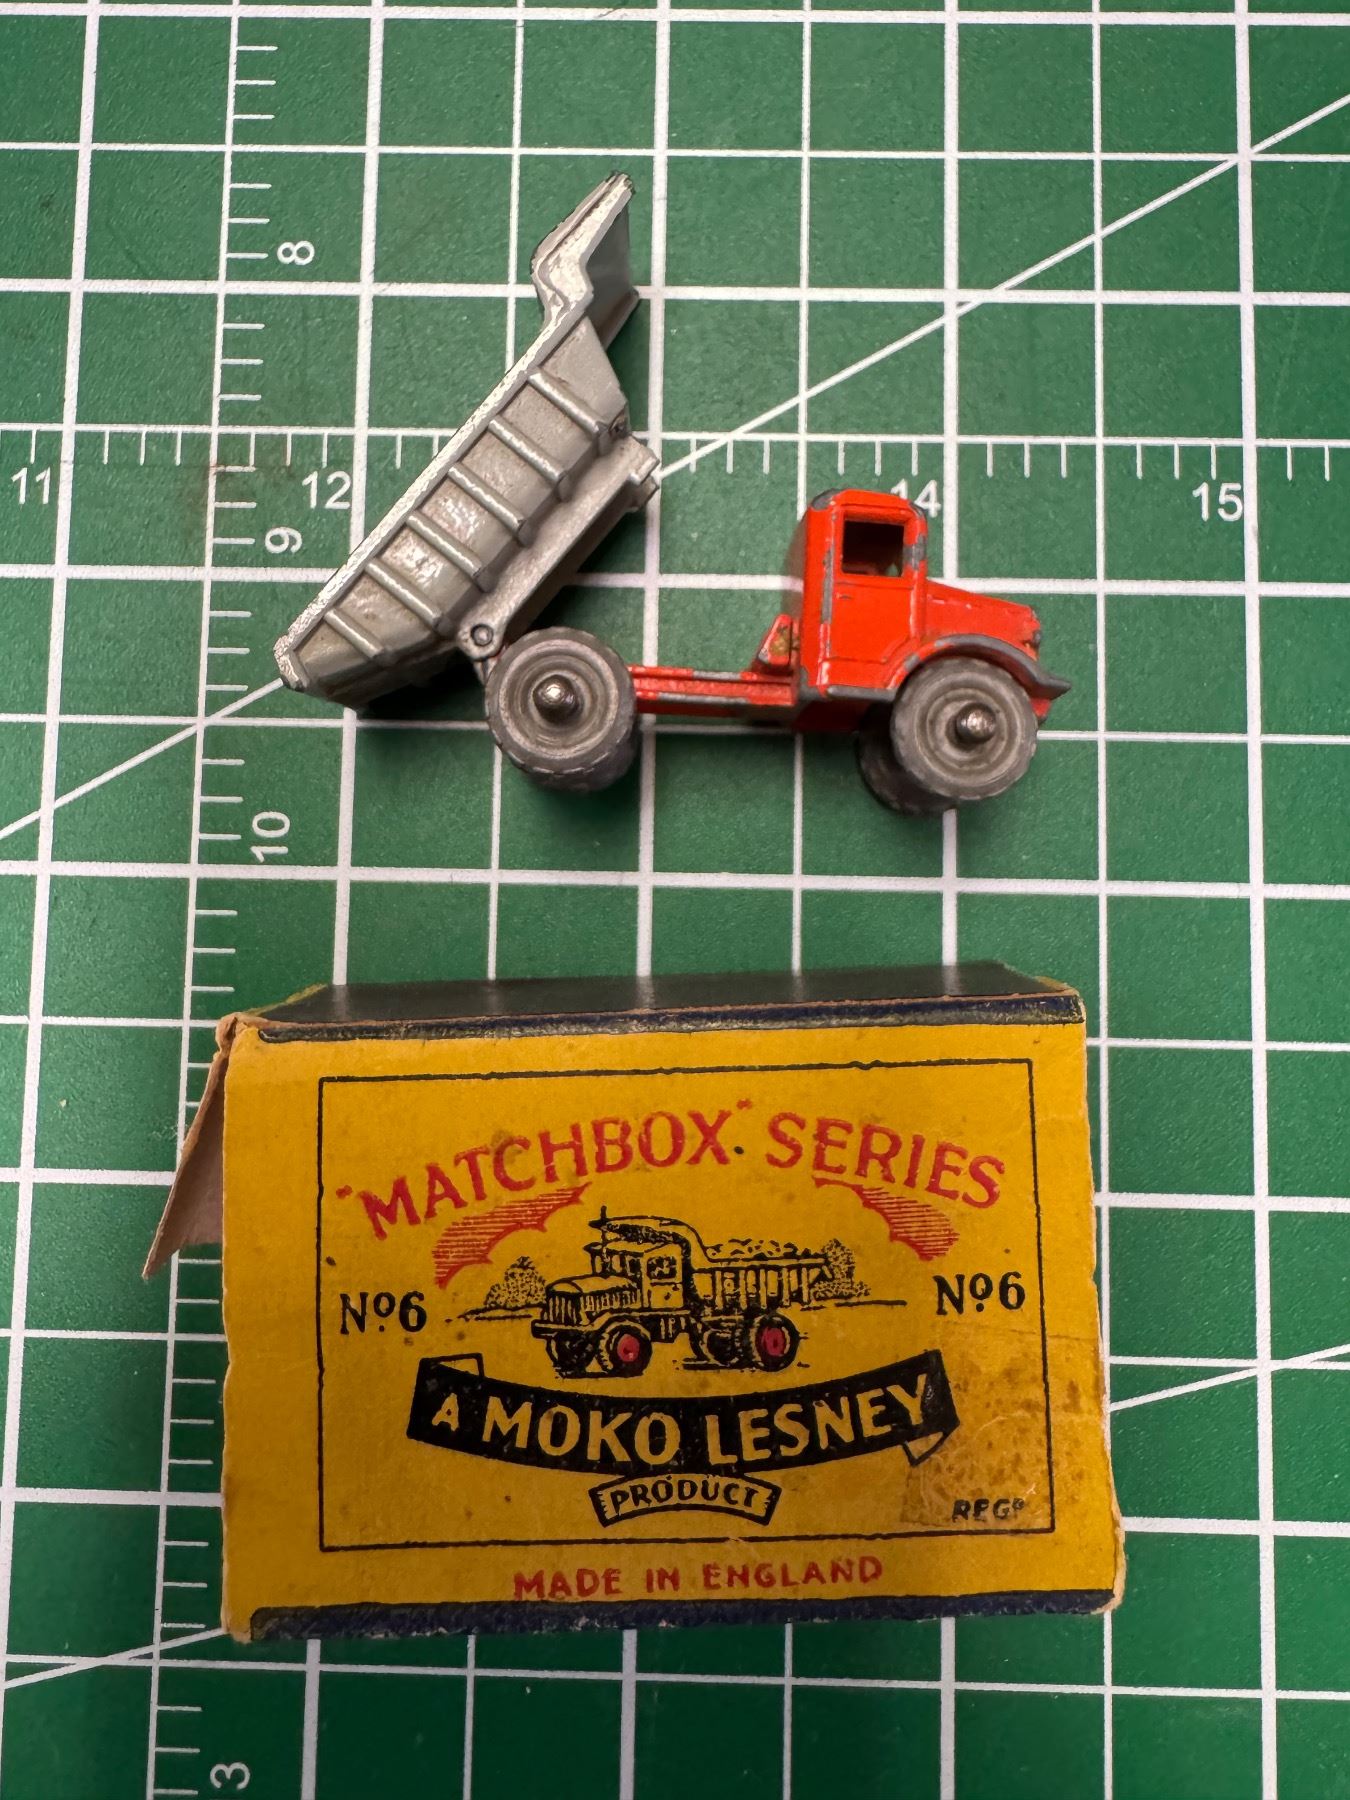 8
11
12
14
15
9
10
"MATCHBOX" SERIES
Nº6
Nº6
A MOKO LESNEY
PRODUCT
REGD
MADE IN ENGLAND
3